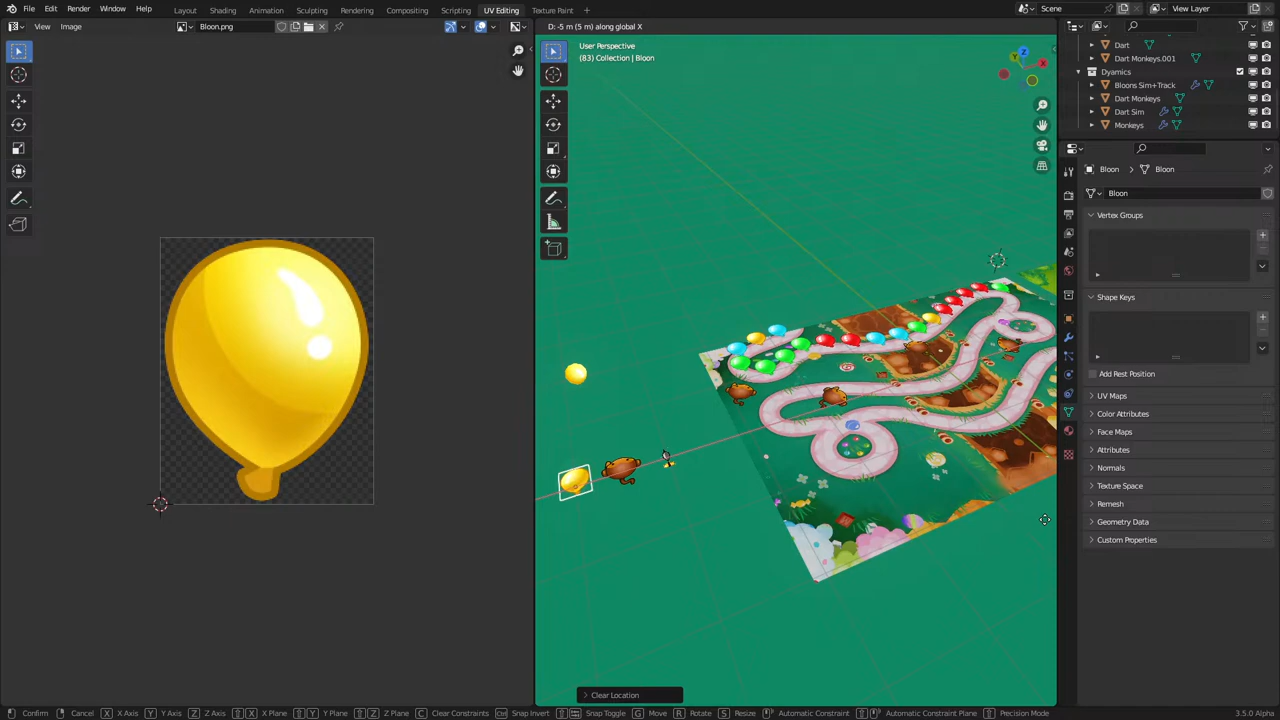 File Edit Render Window Help
Layout Shading Animation Sculpting Rendering Compositing Scripting UV Editing Texture Paint
Scene View Layer
View Image Bloon.png
D: -5 m (5 m) along global X
User Perspective
(83) Collection | Bloon
Z
Y
X
Dart
Dart Monkeys.001
Dyamics
Bloons Sim+Track
Dart Monkeys
Dart Sim
Monkeys
Bloon Bloon
Bloon
Vertex Groups
Shape Keys
Add Rest Position
UV Maps
Color Attributes
Face Maps
Attributes
Normals
Texture Space
Remesh
Geometry Data
Custom Properties
Clear Location
Confirm Cancel X X Axis Y Y Axis Z Z Axis X X Plane Y Y Plane Z Z Plane C Clear Constraints Snap Invert Snap Toggle G Move R Rotate S Resize Automatic Constraint Automatic Constraint Plane Precision Mode
3.5.0 Alpha